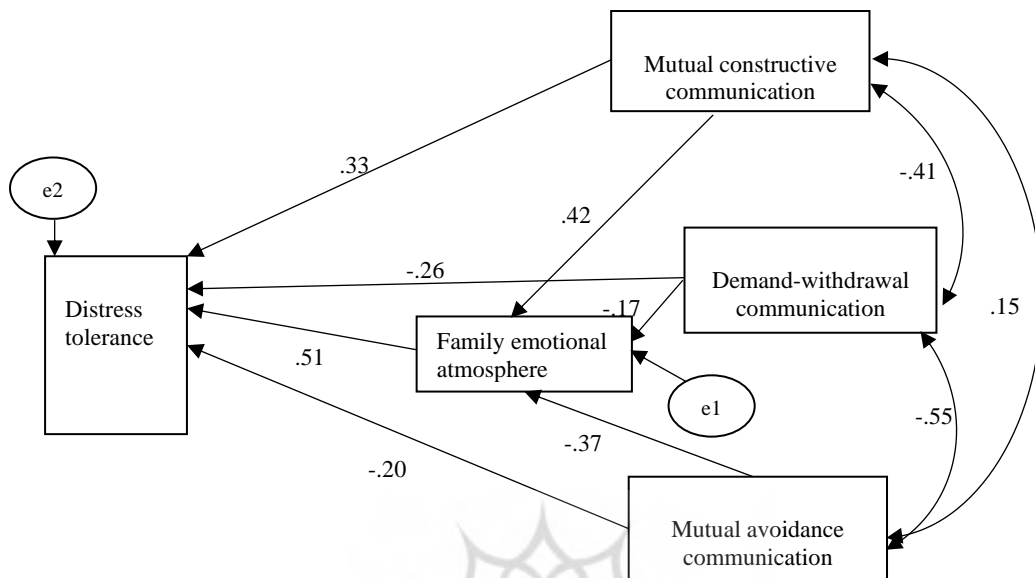 Mutual constructive
communication
.33
-.41
e2
.42
-.26
Demand-withdrawal
communication
Distress
tolerance
-.17
.15
Family emotional
atmosphere
.51
e1
-.55
-.37
-.20
Mutual avoidance
communication